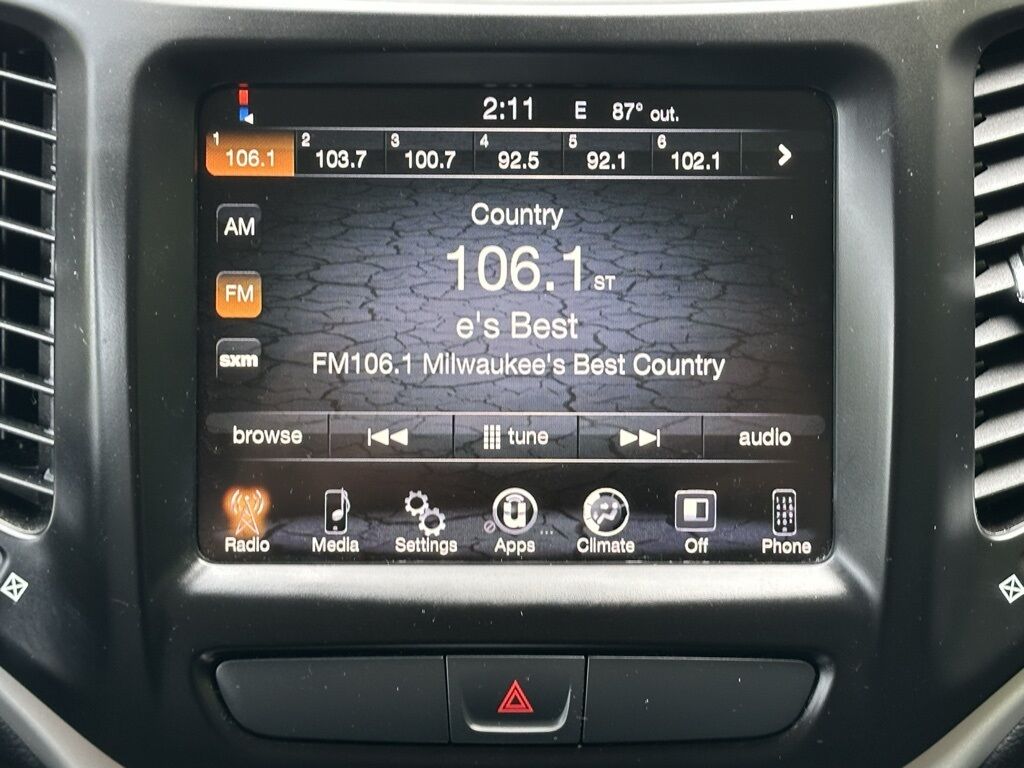 2:11 E 87° out.
1 106.1 2 103.7 3 100.7 4 92.5 5 92.1 6 102.1
AM
Country
106.1 ST
FM
e's Best
sxm
FM106.1 Milwaukee's Best Country
browse tune audio
Radio Media Settings Apps Climate Off Phone